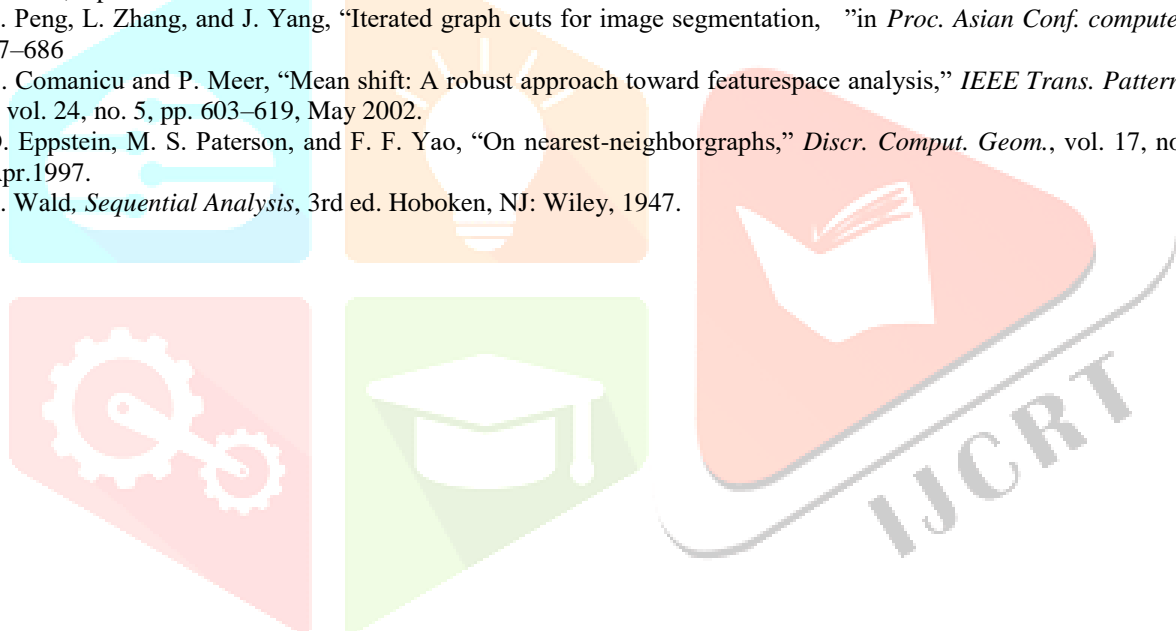 . Peng, L. Zhang, and J. Yang, “Iterated graph cuts for image segmentation, ”in Proc. Asian Conf. compute
7–686
. Comanicu and P. Meer, “Mean shift: A robust approach toward featurespace analysis,” IEEE Trans. Pattern
vol. 24, no. 5, pp. 603–619, May 2002.
. Eppstein, M. S. Paterson, and F. F. Yao, “On nearest-neighborgraphs,” Discr. Comput. Geom., vol. 17, no
pr.1997.
. Wald, Sequential Analysis, 3rd ed. Hoboken, NJ: Wiley, 1947.
IJCRT